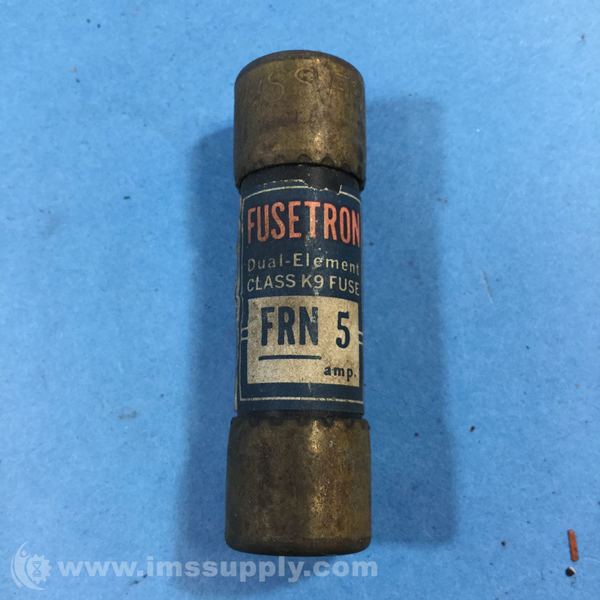 FUSETRON
Dual-Element
CLASS K9 FUSE
FRN 5
amp.
www.imssupply.com